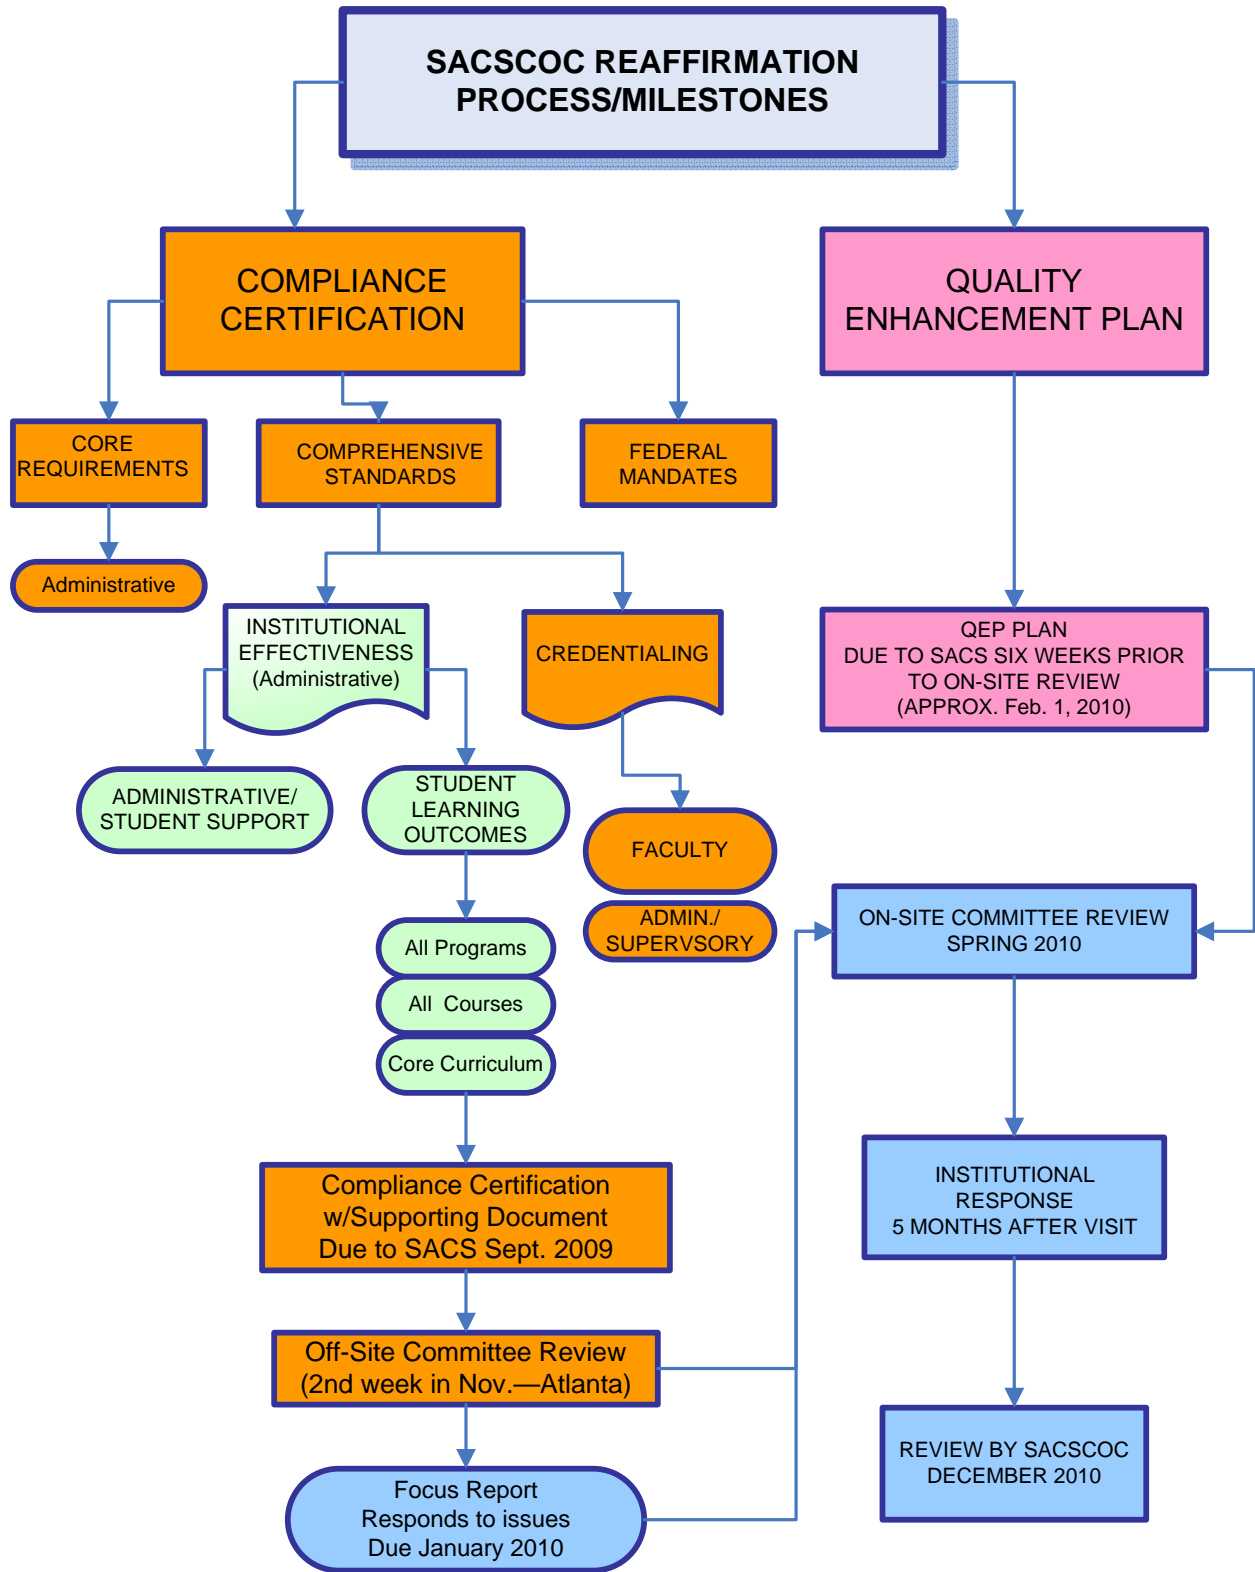 SACSCOC REAFFIRMATION
PROCESS/MILESTONES
COMPLIANCE
CERTIFICATION
QUALITY
ENHANCEMENT PLAN
CORE
REQUIREMENTS
COMPREHENSIVE
STANDARDS
FEDERAL
MANDATES
Administrative
INSTITUTIONAL
EFFECTIVENESS
(Administrative)
CREDENTIALING
QEP PLAN
DUE TO SACS SIX WEEKS PRIOR
TO ON-SITE REVIEW
(APPROX. Feb. 1, 2010)
ADMINISTRATIVE/
STUDENT SUPPORT
STUDENT
LEARNING
OUTCOMES
FACULTY
ADMIN./
SUPERVSORY
ON-SITE COMMITTEE REVIEW
SPRING 2010
All Programs
All Courses
Core Curriculum
Compliance Certification
w/Supporting Document
Due to SACS Sept. 2009
INSTITUTIONAL
RESPONSE
5 MONTHS AFTER VISIT
Off-Site Committee Review
(2nd week in Nov.—Atlanta)
REVIEW BY SACSCOC
DECEMBER 2010
Focus Report
Responds to issues
Due January 2010